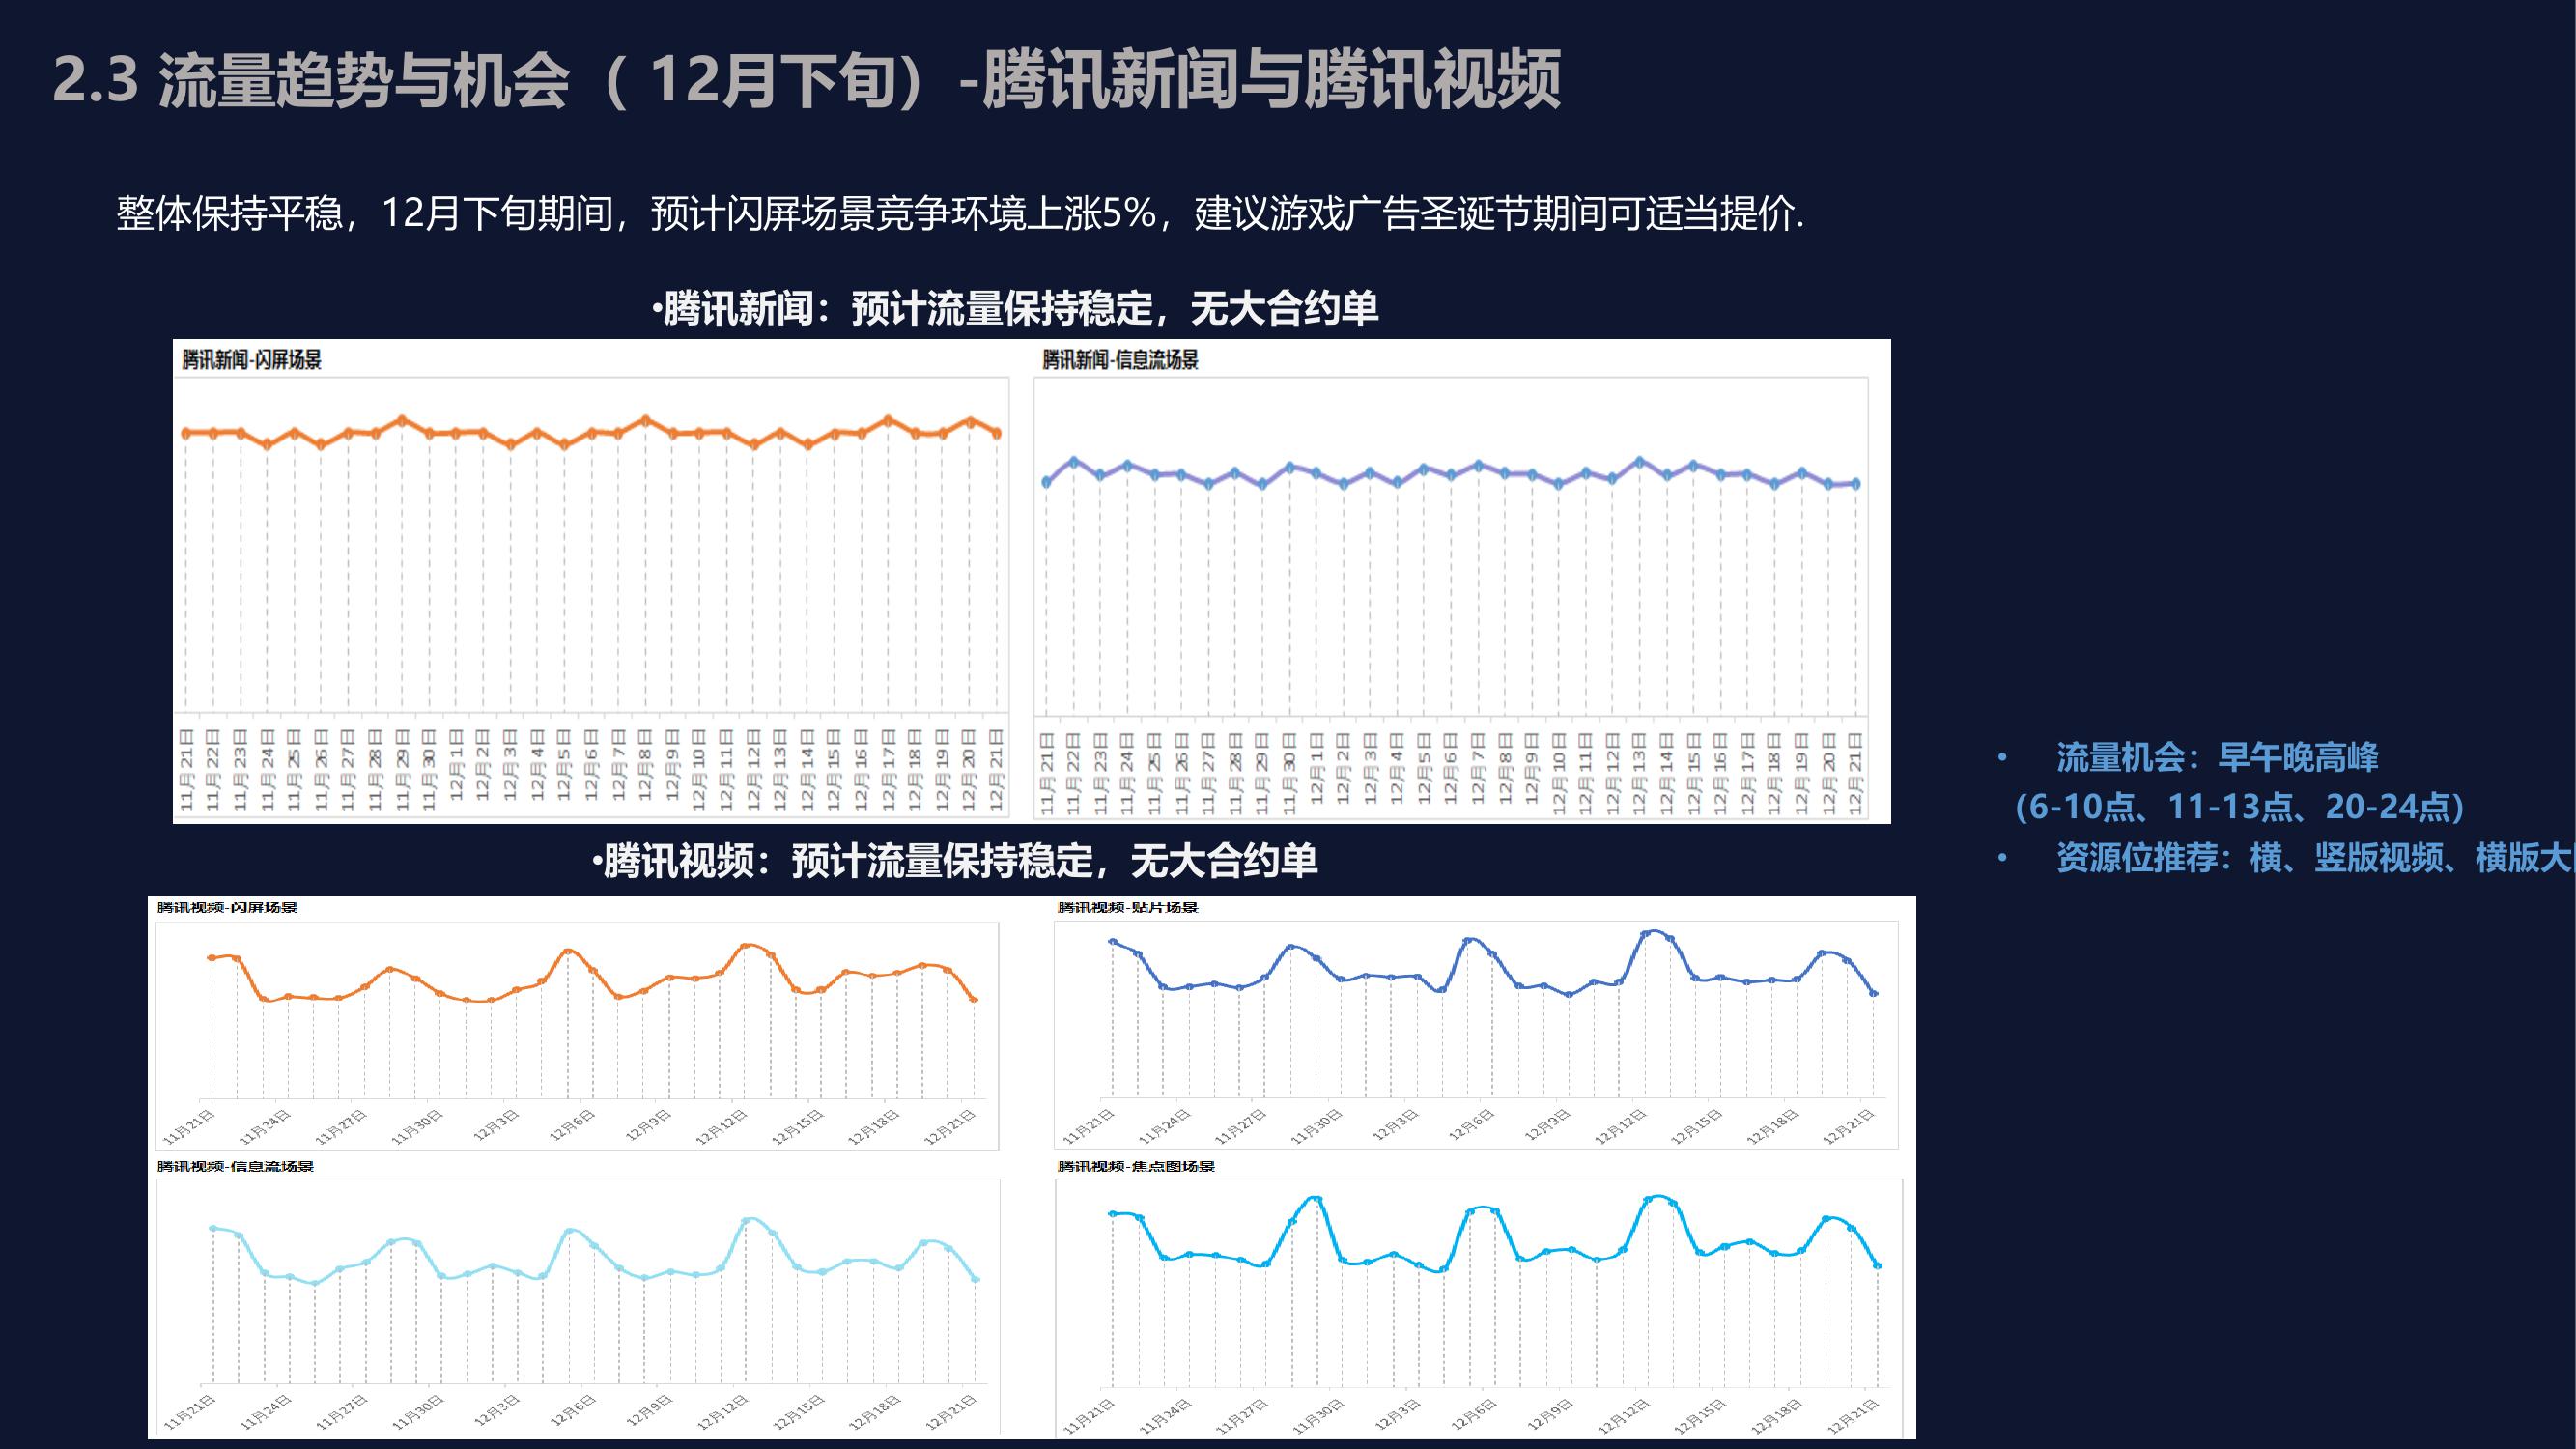 2.3 流量趋势与机会（ 12月下旬）-腾讯新闻与腾讯视频
整体保持平稳，12月下旬期间，预计闪屏场景竞争环境上涨5%，建议游戏广告圣诞节期间可适当提价.
•腾讯新闻：预计流量保持稳定，无大合约单
腾讯新闻-闪屏场景
11月21日 11月22日 11月23日 11月24日 11月25日 11月26日 11月27日 11月28日 11月29日 11月30日 12月1日 12月2日 12月3日 12月4日 12月5日 12月6日 12月7日 12月8日 12月9日 12月10日 12月11日 12月12日 12月13日 12月14日 12月15日 12月16日 12月17日 12月18日 12月19日 12月20日 12月21日
腾讯新闻-信息流场景
11月21日 11月22日 11月23日 11月24日 11月25日 11月26日 11月27日 11月28日 11月29日 11月30日 12月1日 12月2日 12月3日 12月4日 12月5日 12月6日 12月7日 12月8日 12月9日 12月10日 12月11日 12月12日 12月13日 12月14日 12月15日 12月16日 12月17日 12月18日 12月19日 12月20日 12月21日
•腾讯视频：预计流量保持稳定，无大合约单
腾讯视频-闪屏场景
11月21日 11月24日 11月27日 11月30日 12月3日 12月6日 12月9日 12月12日 12月15日 12月18日 12月21日
腾讯视频-贴片场景
11月21日 11月24日 11月27日 11月30日 12月3日 12月6日 12月9日 12月12日 12月15日 12月18日 12月21日
腾讯视频-信息流场景
11月21日 11月24日 11月27日 11月30日 12月3日 12月6日 12月9日 12月12日 12月15日 12月18日 12月21日
腾讯视频-焦点图场景
11月21日 11月24日 11月27日 11月30日 12月3日 12月6日 12月9日 12月12日 12月15日 12月18日 12月21日
• 流量机会：早午晚高峰
（6-10点、11-13点、20-24点）
• 资源位推荐：横、竖版视频、横版大